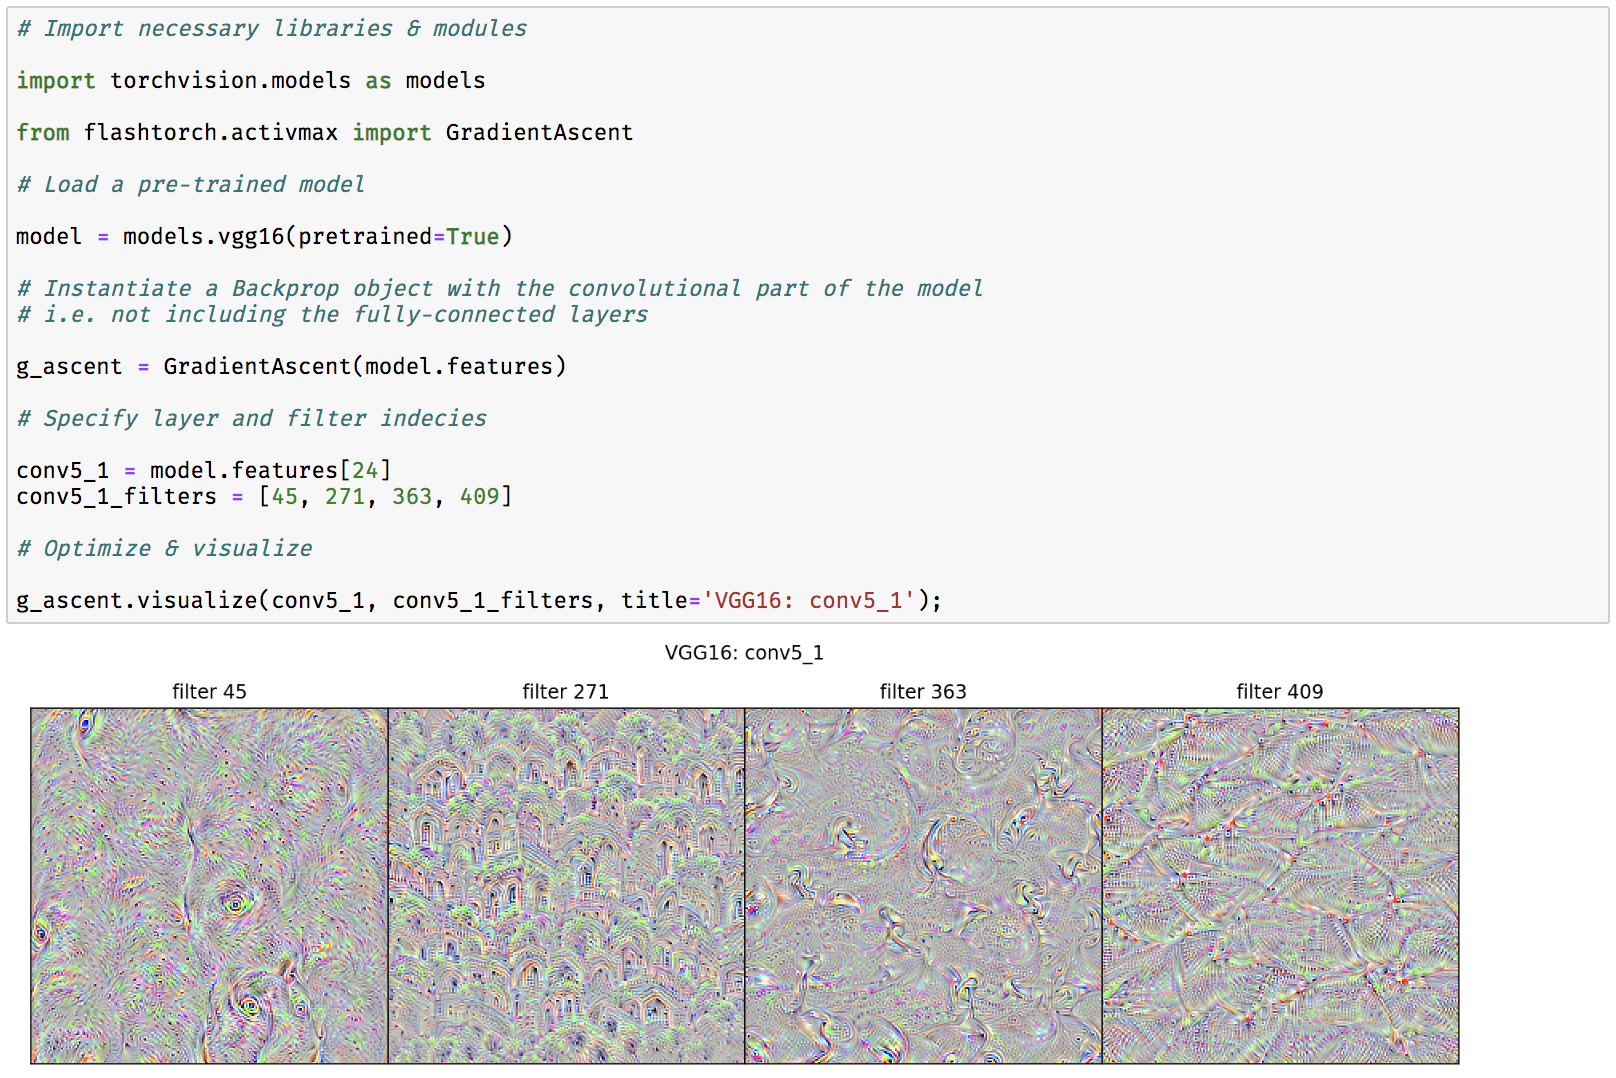 # Import necessary libraries & modules
import torchvision.models as models
from flashtorch.activmax import GradientAscent
# Load a pre-trained model
model = models.vgg16(pretrained=True)
# Instantiate a Backprop object with the convolutional part of the model
# i.e. not including the fully-connected layers
g_ascent = GradientAscent(model.features)
# Specify layer and filter indecies
conv5_1 = model.features[24]
conv5_1_filters = [45, 271, 363, 409]
# Optimize & visualize
g_ascent.visualize(conv5_1, conv5_1_filters, title='VGG16: conv5_1');
VGG16: conv5_1
filter 45 filter 271 filter 363 filter 409